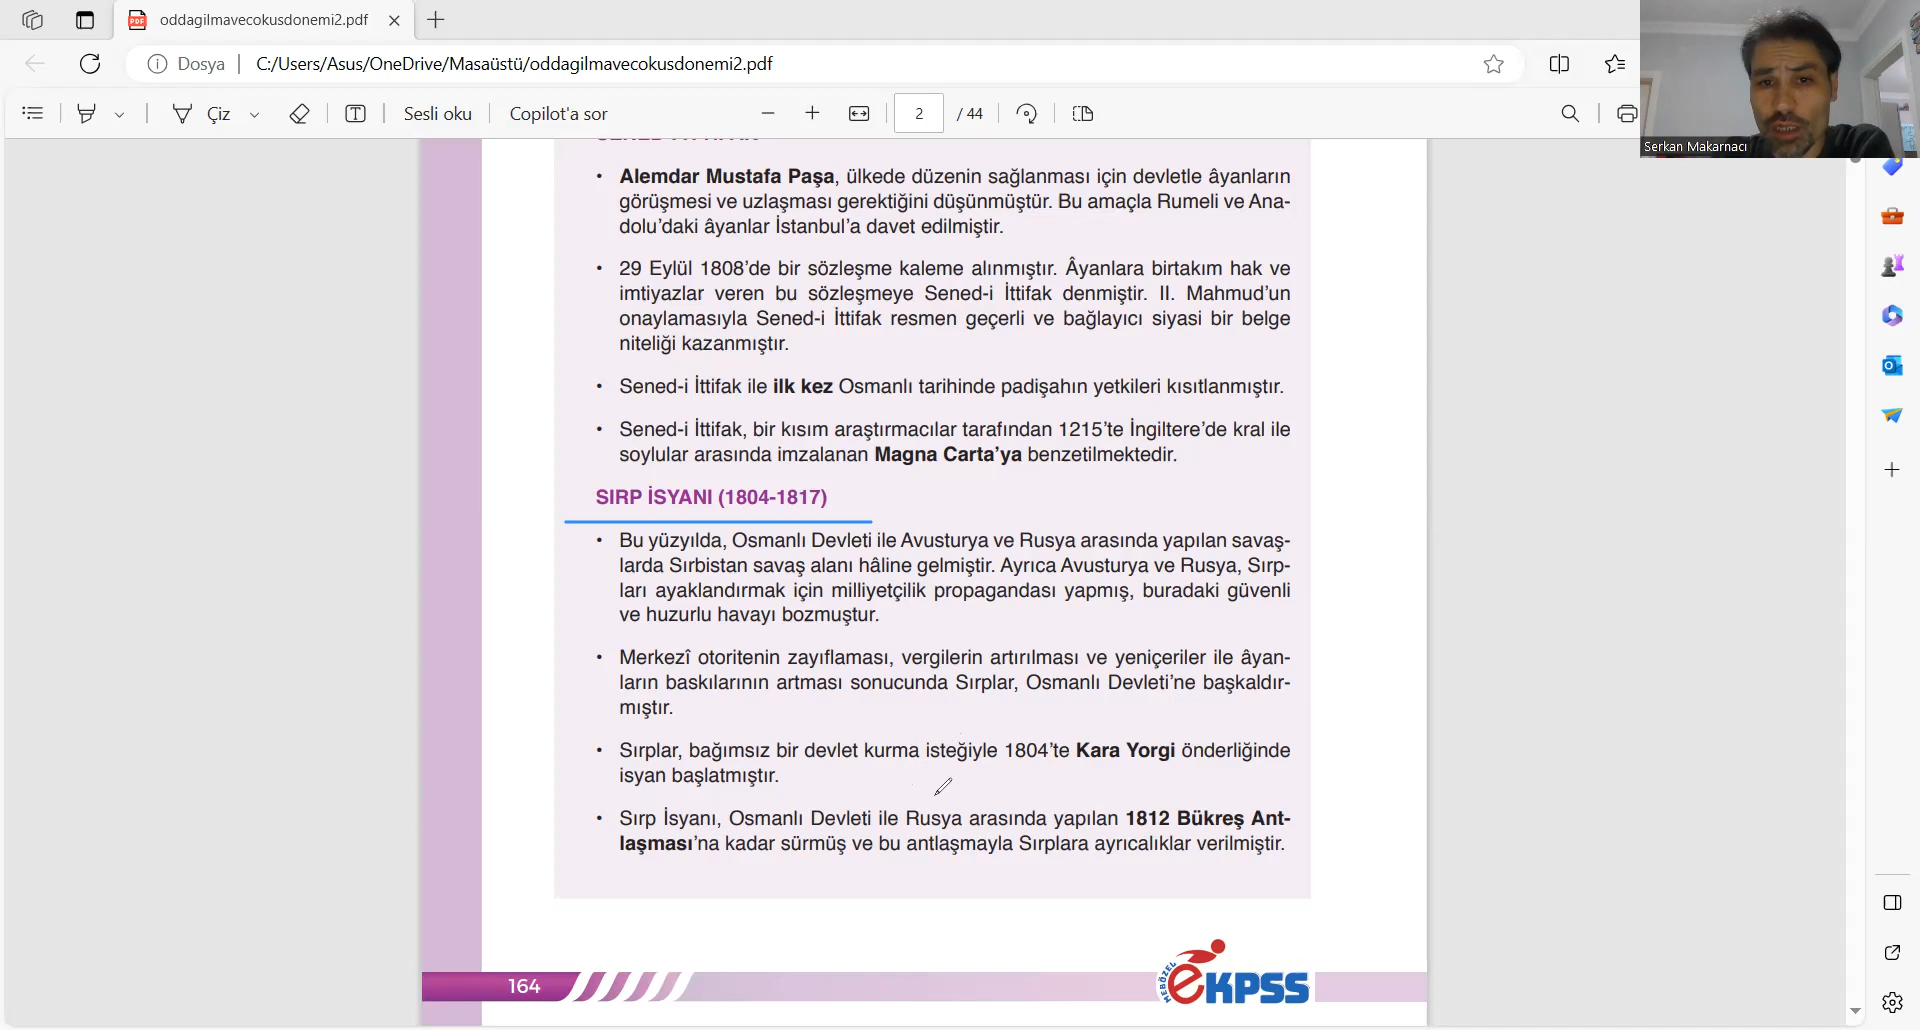 oddagilmavecokusdonemi2.pdf
Dosya
C:/Users/Asus/OneDrive/Masaüstü/oddagilmavecokusdonemi2.pdf
Çiz
Sesli oku
Copilot'a sor
2 / 44
Serkan Makarnacı
• Alemdar Mustafa Paşa, ülkede düzenin sağlanması için devletle âyanların
görüşmesi ve uzlaşması gerektiğini düşünmüştür. Bu amaçla Rumeli ve Ana-
dolu’daki âyanlar İstanbul’a davet edilmiştir.
• 29 Eylül 1808’de bir sözleşme kaleme alınmıştır. Âyanlara birtakım hak ve
imtiyazlar veren bu sözleşmeye Sened-i İttifak denmiştir. II. Mahmud’un
onaylamasıyla Sened-i İttifak resmen geçerli ve bağlayıcı siyasi bir belge
niteliği kazanmıştır.
• Sened-i İttifak ile ilk kez Osmanlı tarihinde padişahın yetkileri kısıtlanmıştır.
• Sened-i İttifak, bir kısım araştırmacılar tarafından 1215’te İngiltere’de kral ile
soylular arasında imzalanan Magna Carta’ya benzetilmektedir.
SIRP İSYANI (1804-1817)
• Bu yüzyılda, Osmanlı Devleti ile Avusturya ve Rusya arasında yapılan savaş-
larda Sırbistan savaş alanı hâline gelmiştir. Ayrıca Avusturya ve Rusya, Sırp-
ları ayaklandırmak için milliyetçilik propagandası yapmış, buradaki güvenli
ve huzurlu havayı bozmuştur.
• Merkezî otoritenin zayıflaması, vergilerin artırılması ve yeniçeriler ile âyan-
ların baskılarının artması sonucunda Sırplar, Osmanlı Devleti’ne başkaldır-
mıştır.
• Sırplar, bağımsız bir devlet kurma isteğiyle 1804’te Kara Yorgi önderliğinde
isyan başlatmıştır.
• Sırp İsyanı, Osmanlı Devleti ile Rusya arasında yapılan 1812 Bükreş Ant-
laşması’na kadar sürmüş ve bu antlaşmayla Sırplara ayrıcalıklar verilmiştir.
164
MEBÖZEL
eKPSS